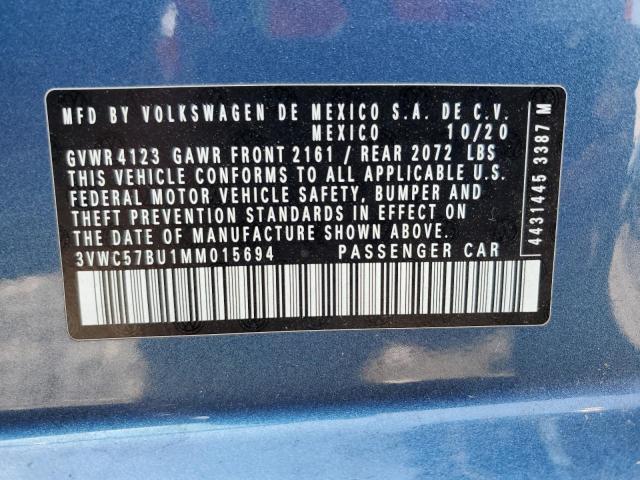 MFD BY VOLKSWAGEN DE MEXICO S.A. DE C.V.
MEXICO 10/20
GVWR4123 GAWR FRONT 2161 / REAR 2072 LBS
THIS VEHICLE CONFORMS TO ALL APPLICABLE U.S.
FEDERAL MOTOR VEHICLE SAFETY, BUMPER AND
THEFT PREVENTION STANDARDS IN EFFECT ON
THE DATE OF MANUFACTURE SHOWN ABOVE.
3VWC57BU1MM015694 PASSENGER CAR
4431445 3387 M